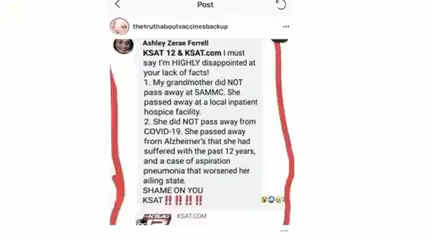 Post
thetruthaboutvaccinesbackup
Ashley Zerae Ferrell
KSAT 12 & KSAT.com I must
say I'm HIGHLY disappointed at
your lack of facts!
1. My grandmother did NOT
pass away at SAMMC. She
passed away at a local inpatient
hospice facility.
2. She did NOT pass away from
COVID-19. She passed away
from Alzheimer's that she had
suffered with the past 12 years,
and a case of aspiration
pneumonia that worsened her
ailing state.
SHAME ON YOU
KSAT‼️‼️‼️‼️
KSAT.COM